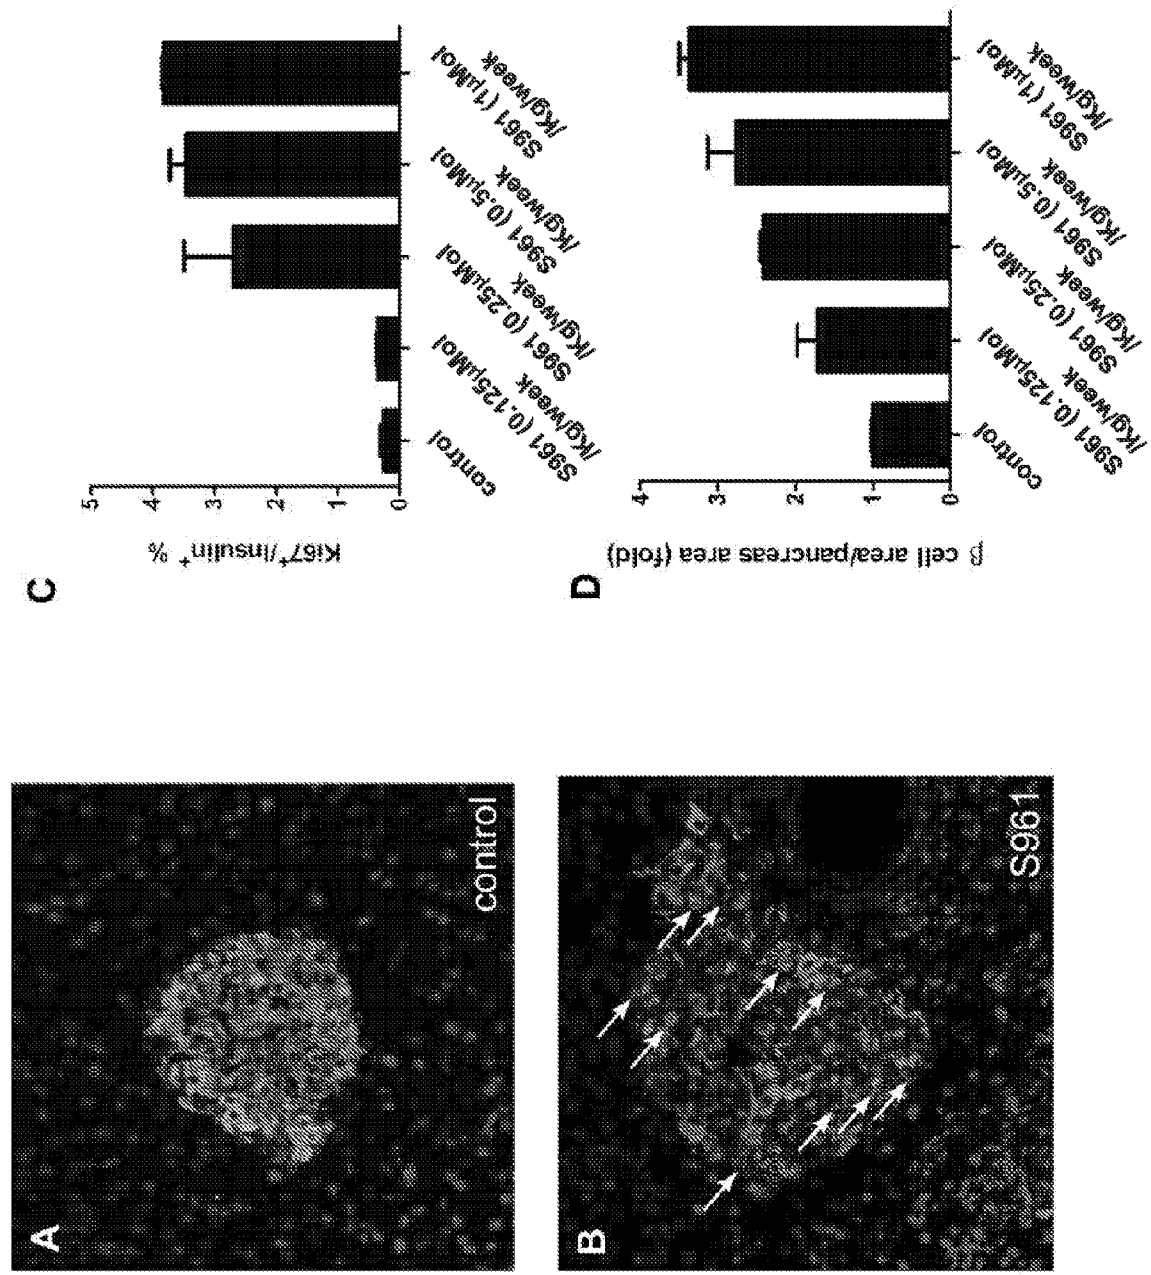 A
control
B
S961
C
Ki67⁺/Insulin⁺ %
5
4
3
2
1
0
control
S961 (0.125µMol
/Kg/week
S961 (0.25µMol
/Kg/week
S961 (0.5µMol
/Kg/week
S961 (1µMol
/Kg/week
D
β cell area/pancreas area (fold)
4
3
2
1
0
control
S961 (0.125µMol
/Kg/week
S961 (0.25µMol
/Kg/week
S961 (0.5µMol
/Kg/week
S961 (1µMol
/Kg/week